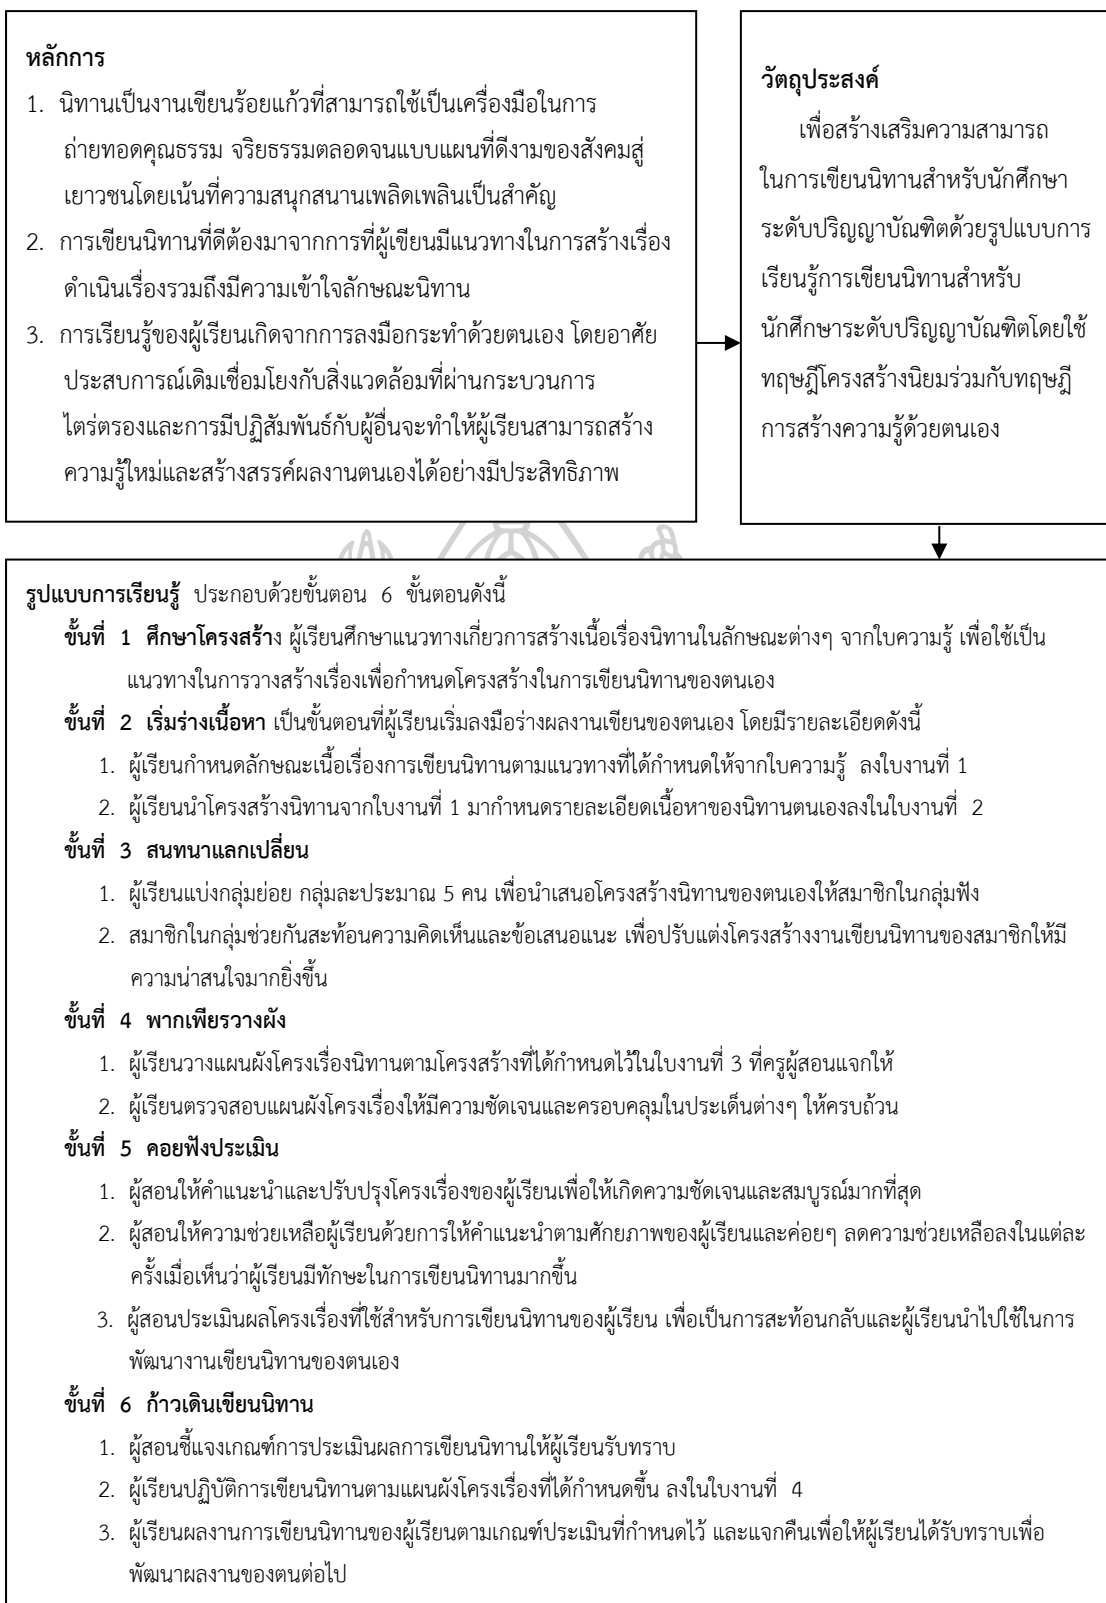 หลักการ
1. นิทานเป็นงานเขียนร้อยแก้วที่สามารถใช้เป็นเครื่องมือในการ
ถ่ายทอดคุณธรรม จริยธรรมตลอดจนแบบแผนที่ดีงามของสังคมสู่
เยาวชนโดยเน้นที่ความสนุกสนานเพลิดเพลินเป็นสำคัญ
2. การเขียนนิทานที่ดีต้องมาจากการที่ผู้เขียนมีแนวทางในการสร้างเรื่อง
ดำเนินเรื่องรวมถึงมีความเข้าใจลักษณะนิทาน
3. การเรียนรู้ของผู้เรียนเกิดจากการลงมือกระทำด้วยตนเอง โดยอาศัย
ประสบการณ์เดิมเชื่อมโยงกับสิ่งแวดล้อมที่ผ่านกระบวนการ
ไตร่ตรองและการมีปฏิสัมพันธ์กับผู้อื่นจะทำให้ผู้เรียนสามารถสร้าง
ความรู้ใหม่และสร้างสรรค์ผลงานตนเองได้อย่างมีประสิทธิภาพ
วัตถุประสงค์
เพื่อสร้างเสริมความสามารถ
ในการเขียนนิทานสำหรับนักศึกษา
ระดับปริญญาบัณฑิตด้วยรูปแบบการ
เรียนรู้การเขียนนิทานสำหรับ
นักศึกษาระดับปริญญาบัณฑิตโดยใช้
ทฤษฎีโครงสร้างนิยมร่วมกับทฤษฎี
การสร้างความรู้ด้วยตนเอง
รูปแบบการเรียนรู้ ประกอบด้วยขั้นตอน 6 ขั้นตอนดังนี้
ขั้นที่ 1 ศึกษาโครงสร้าง ผู้เรียนศึกษาแนวทางเกี่ยวการสร้างเนื้อเรื่องนิทานในลักษณะต่างๆ จากใบความรู้ เพื่อใช้เป็น
แนวทางในการวางสร้างเรื่องเพื่อกำหนดโครงสร้างในการเขียนนิทานของตนเอง
ขั้นที่ 2 เริ่มร่างเนื้อหา เป็นขั้นตอนที่ผู้เรียนเริ่มลงมือร่างผลงานเขียนของตนเอง โดยมีรายละเอียดดังนี้
1. ผู้เรียนกำหนดลักษณะเนื้อเรื่องการเขียนนิทานตามแนวทางที่ได้กำหนดให้จากใบความรู้ ลงใบงานที่ 1
2. ผู้เรียนนำโครงสร้างนิทานจากใบงานที่ 1 มากำหนดรายละเอียดเนื้อหาของนิทานตนเองลงในใบงานที่ 2
ขั้นที่ 3 สนทนาแลกเปลี่ยน
1. ผู้เรียนแบ่งกลุ่มย่อย กลุ่มละประมาณ 5 คน เพื่อนำเสนอโครงสร้างนิทานของตนเองให้สมาชิกในกลุ่มฟัง
2. สมาชิกในกลุ่มช่วยกันสะท้อนความคิดเห็นและข้อเสนอแนะ เพื่อปรับแต่งโครงสร้างงานเขียนนิทานของสมาชิกให้มี
ความน่าสนใจมากยิ่งขึ้น
ขั้นที่ 4 พากเพียรวางผัง
1. ผู้เรียนวางแผนผังโครงเรื่องนิทานตามโครงสร้างที่ได้กำหนดไว้ในใบงานที่ 3 ที่ครูผู้สอนแจกให้
2. ผู้เรียนตรวจสอบแผนผังโครงเรื่องให้มีความชัดเจนและครอบคลุมในประเด็นต่างๆ ให้ครบถ้วน
ขั้นที่ 5 คอยฟังประเมิน
1. ผู้สอนให้คำแนะนำและปรับปรุงโครงเรื่องของผู้เรียนเพื่อให้เกิดความชัดเจนและสมบูรณ์มากที่สุด
2. ผู้สอนให้ความช่วยเหลือผู้เรียนด้วยการให้คำแนะนำตามศักยภาพของผู้เรียนและค่อยๆ ลดความช่วยเหลือลงในแต่ละ
ครั้งเมื่อเห็นว่าผู้เรียนมีทักษะในการเขียนนิทานมากขึ้น
3. ผู้สอนประเมินผลโครงเรื่องที่ใช้สำหรับการเขียนนิทานของผู้เรียน เพื่อเป็นการสะท้อนกลับและผู้เรียนนำไปใช้ในการ
พัฒนางานเขียนนิทานของตนเอง
ขั้นที่ 6 ก้าวเดินเขียนนิทาน
1. ผู้สอนชี้แจงเกณฑ์การประเมินผลการเขียนนิทานให้ผู้เรียนรับทราบ
2. ผู้เรียนปฏิบัติการเขียนนิทานตามแผนผังโครงเรื่องที่ได้กำหนดขึ้น ลงในใบงานที่ 4
3. ผู้เรียนผลงานการเขียนนิทานของผู้เรียนตามเกณฑ์ประเมินที่กำหนดไว้ และแจกคืนเพื่อให้ผู้เรียนได้รับทราบเพื่อ
พัฒนาผลงานของตนต่อไป